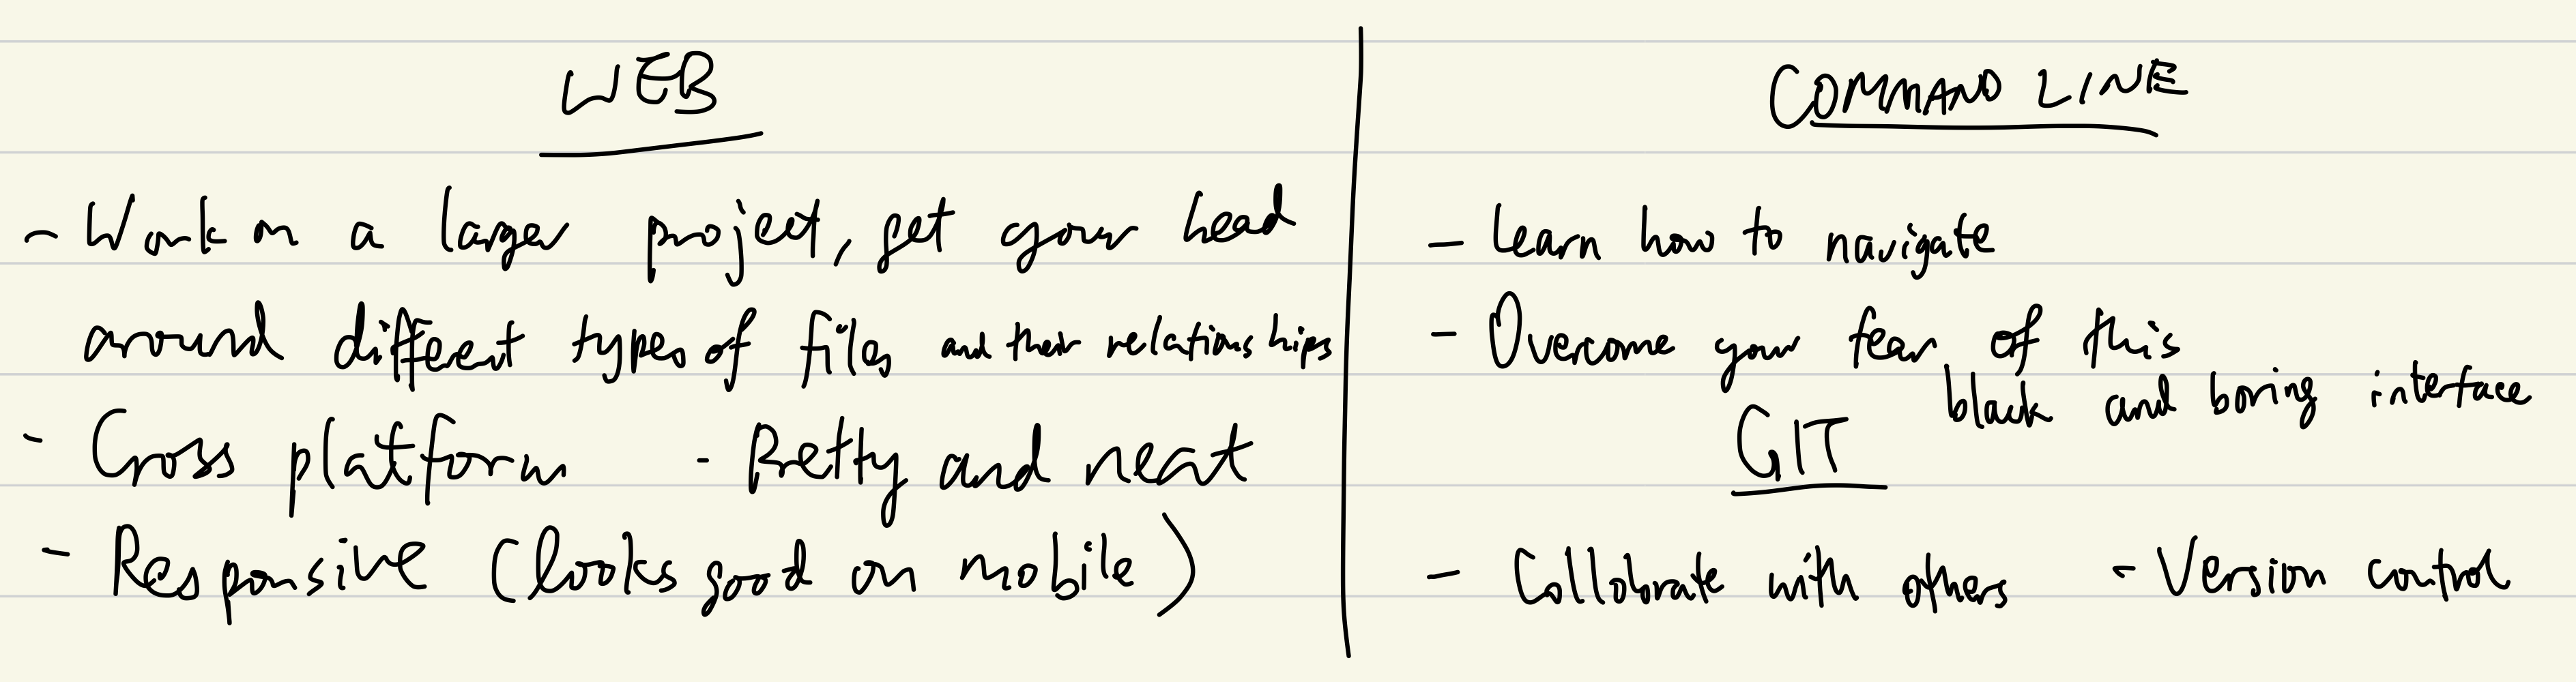 WEB
- Work on a larger project, get your head
around different types of files and their relationships
- Cross platform - Pretty and neat
- Responsive (looks good on mobile)
COMMAND LINE
- Learn how to navigate
- Overcome your fear of this
black and boring interface
GIT
- Collobrate with others - Version control